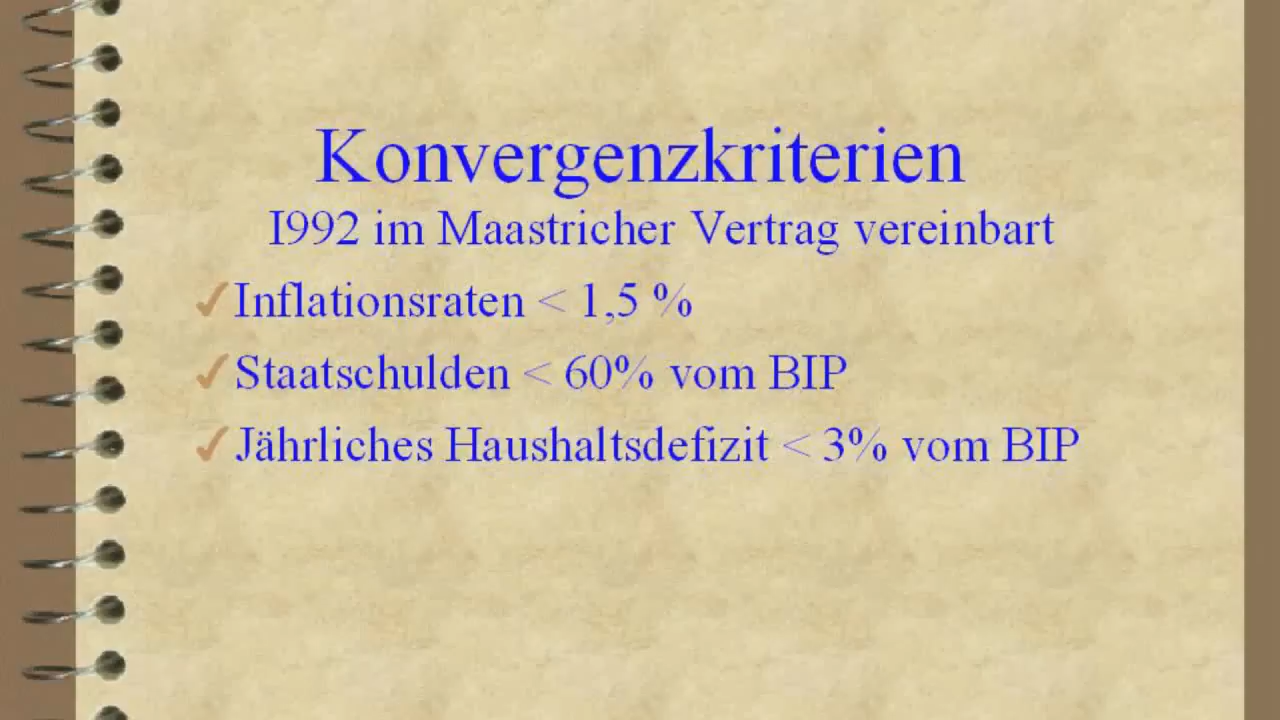 Konvergenzkriterien
I992 im Maastricher Vertrag vereinbart
Inflationsraten < 1,5 %
Staatschulden < 60% vom BIP
Jährliches Haushaltsdefizit < 3% vom BIP